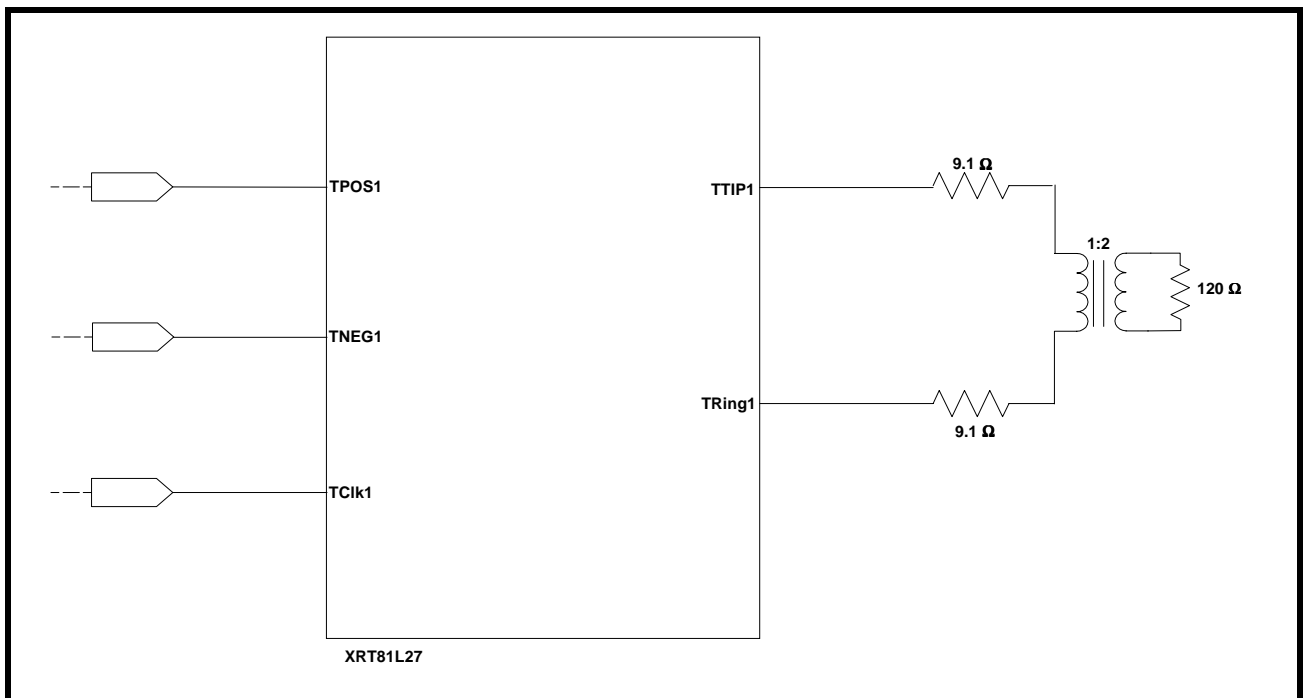 9.1 Ω
TPOS1
TTIP1
1:2
120 Ω
TNEG1
TRing1
9.1 Ω
TClk1
XRT81L27